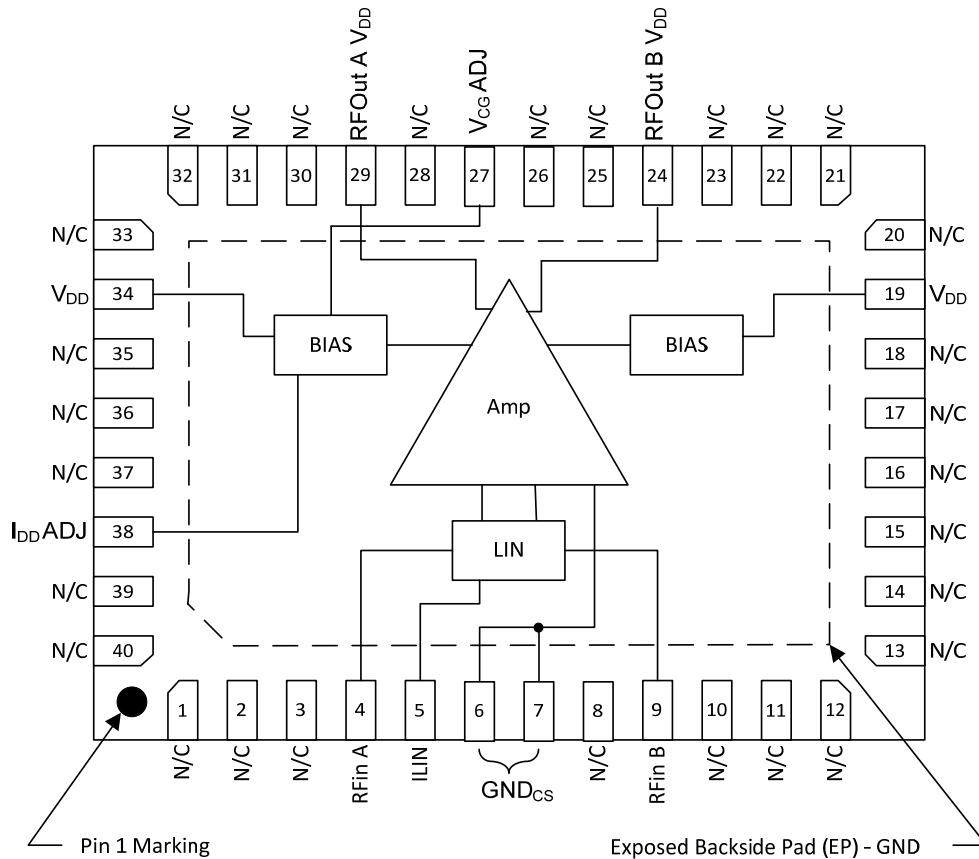 N/C
N/C
N/C
RFOut A VDD
N/C
VCG ADJ
N/C
N/C
RFOut B VDD
N/C
N/C
N/C
32
31
30
29
28
27
26
25
24
23
22
21
N/C 33
20 N/C
VDD 34
19 VDD
BIAS
BIAS
N/C 35
18 N/C
N/C 36
Amp
17 N/C
N/C 37
16 N/C
IDD ADJ 38
15 N/C
LIN
N/C 39
14 N/C
N/C 40
13 N/C
1
2
3
4
5
6
7
8
9
10
11
12
N/C
N/C
N/C
RFin A
ILIN
GNDCS
N/C
RFin B
N/C
N/C
N/C
Pin 1 Marking
Exposed Backside Pad (EP) - GND